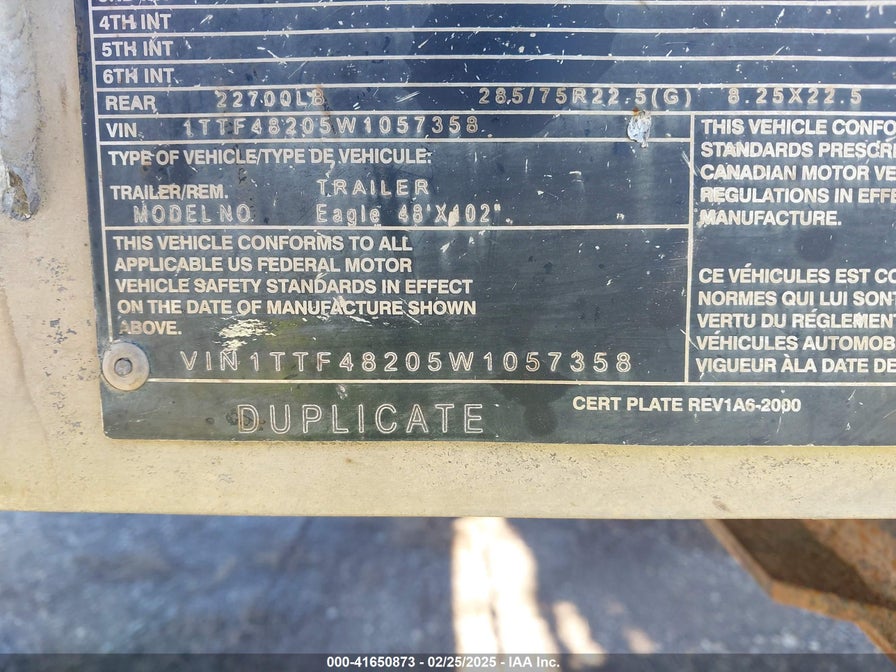 4TH INT
5TH INT
6TH INT
REAR 22700LB 285/75R22.5(G) 8.25X22.5
VIN 1TTF48205W1057358
TYPE OF VEHICLE/TYPE DE VEHICULE:
TRAILER/REM. TRAILER
MODEL NO. Eagle 48'X102"
THIS VEHICLE CONFORMS TO ALL
APPLICABLE US FEDERAL MOTOR
VEHICLE SAFETY STANDARDS IN EFFECT
ON THE DATE OF MANUFACTURE SHOWN
ABOVE.
VIN 1TTF48205W1057358
THIS VEHICLE CONFO
STANDARDS PRESCR
CANADIAN MOTOR VE
REGULATIONS IN EFFE
MANUFACTURE.
CE VÉHICULES EST CO
NORMES QUI LUI SONT
VERTU DU RÉGLEMENT
VÉHICULES AUTOMOB
VIGUEUR ÀLA DATE DE
DUPLICATE
CERT PLATE REV1A6-2000
000-41650873 - 02/25/2025 - IAA Inc.